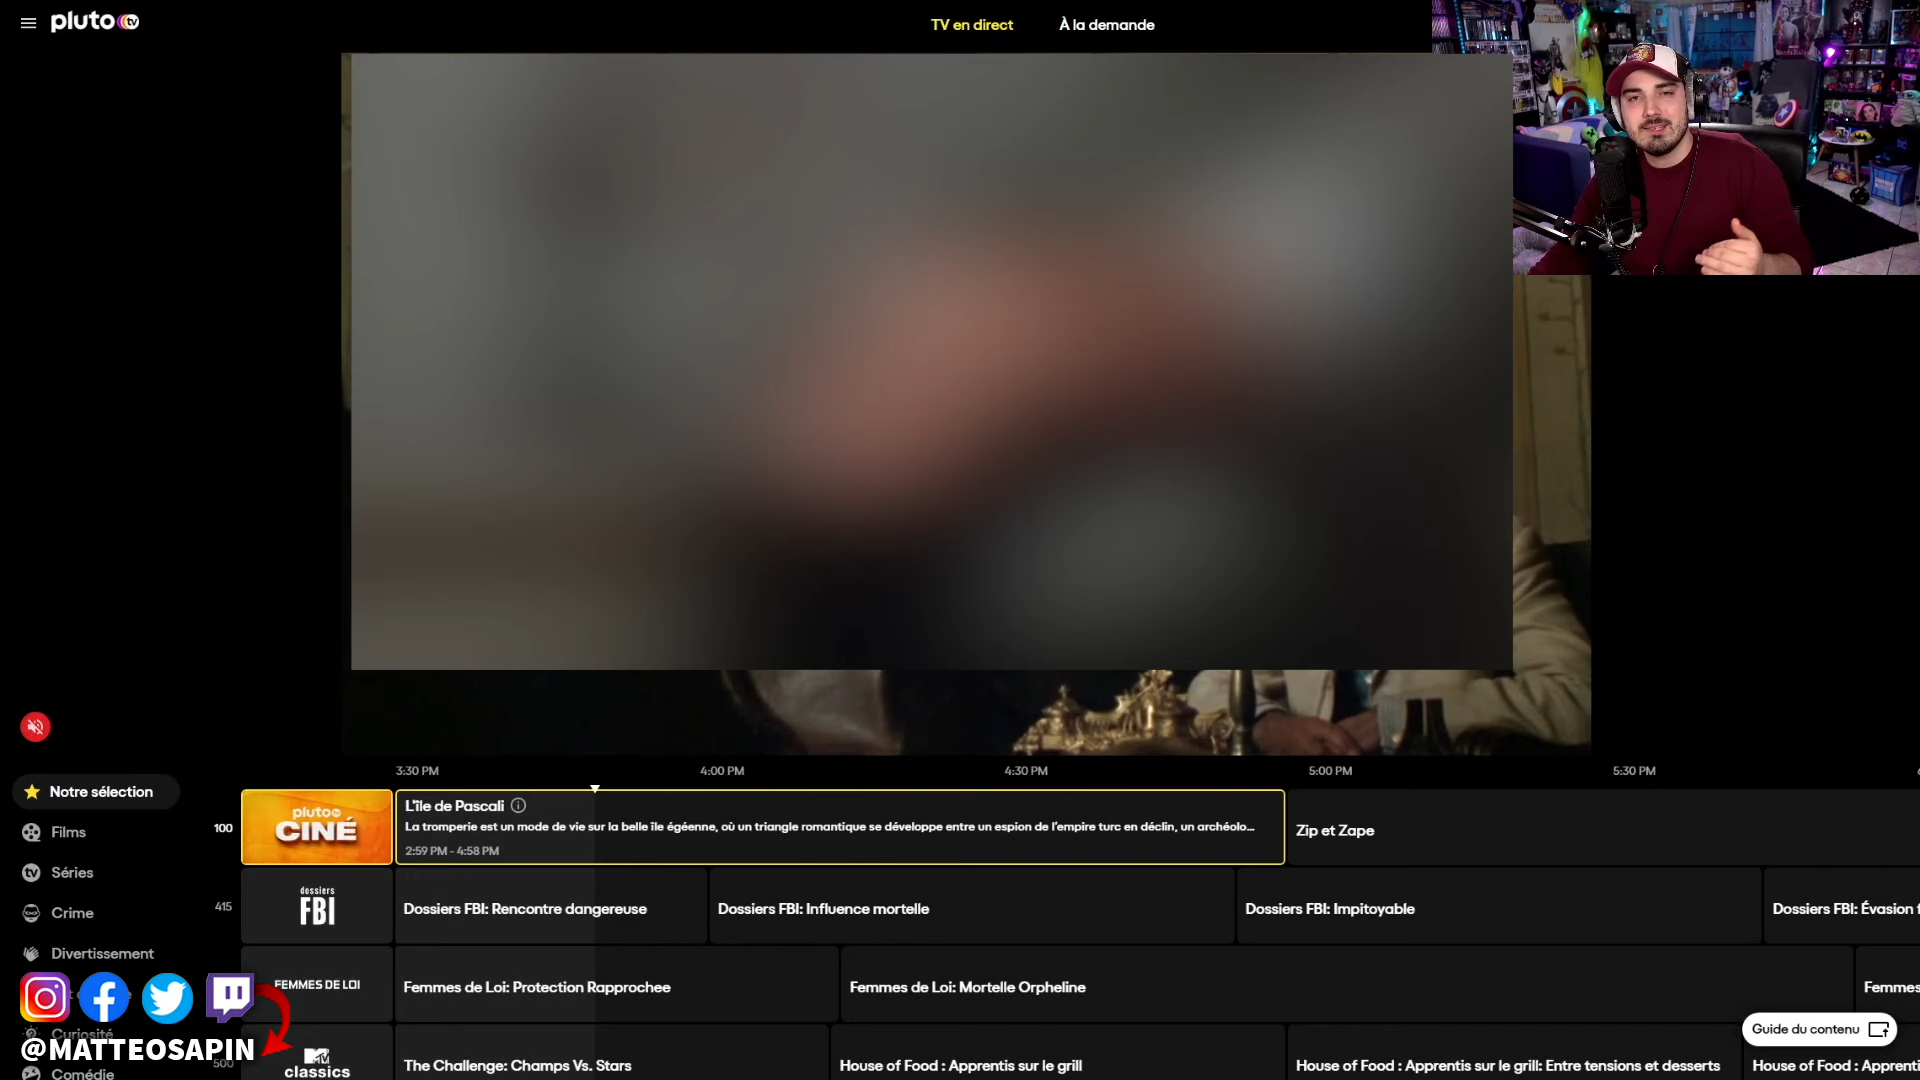 pluto tv
TV en direct
À la demande
3:30 PM
4:00 PM
4:30 PM
5:00 PM
5:30 PM
Notre sélection
Films
Séries
Crime
Divertissement
Curiosité
Comédie
100
pluto tv
CINÉ
L'île de Pascali
La tromperie est un mode de vie sur la belle île égéenne, où un triangle romantique se développe entre un espion de l'empire turc en déclin, un archéolo...
2:59 PM - 4:58 PM
Zip et Zape
415
dossiers
FBI
Dossiers FBI: Rencontre dangereuse
Dossiers FBI: Influence mortelle
Dossiers FBI: Impitoyable
Dossiers FBI: Évasion f
FEMMES DE LOI
Femmes de Loi: Protection Rapprochee
Femmes de Loi: Mortelle Orpheline
Femmes
500
MTV
classics
The Challenge: Champs Vs. Stars
House of Food : Apprentis sur le grill
House of Food : Apprentis sur le grill: Entre tensions et desserts
House of Food : Apprenti
Guide du contenu
@MATTEOSAPIN